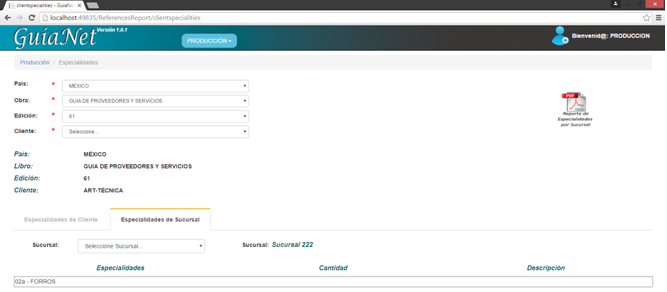 clientspecialities - GuiaNe
localhost:49835/ReferencesReport/clientspecialities
GuíaNet Versión 1.0.1
PRODUCCIÓN
Bienvenid@: PRODUCCION
Producción / Especialidades
País: * MÉXICO
Obra: * GUIA DE PROVEEDORES Y SERVICIOS
Edición: * 61
Cliente: * Seleccione...
PDF
Reporte de
Especialidades
por Sucursal
País: MÉXICO
Libro: GUIA DE PROVEEDORES Y SERVICIOS
Edición: 61
Cliente: ART-TÉCNICA
Especialidades de Cliente Especialidades de Sucursal
Sucursal: Seleccione Sucursal... Sucursal: Sucursal 222
Especialidades Cantidad Descripción
02a - FORROS